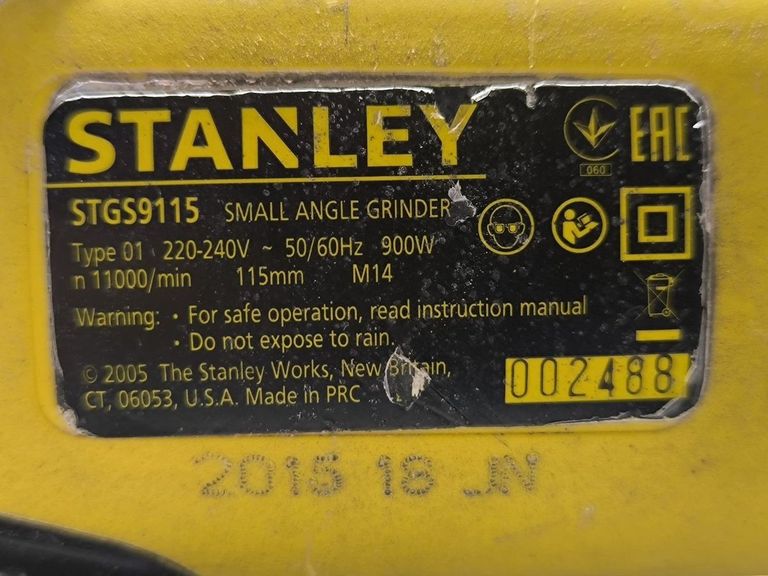 STANLEY
060
EAC
STGS9115 SMALL ANGLE GRINDER
Type 01 220-240V ~ 50/60Hz 900W
n 11000/min 115mm M14
Warning: • For safe operation, read instruction manual
• Do not expose to rain.
© 2005 The Stanley Works, New Britain,
CT, 06053, U.S.A. Made in PRC
002488
2015 18 JN